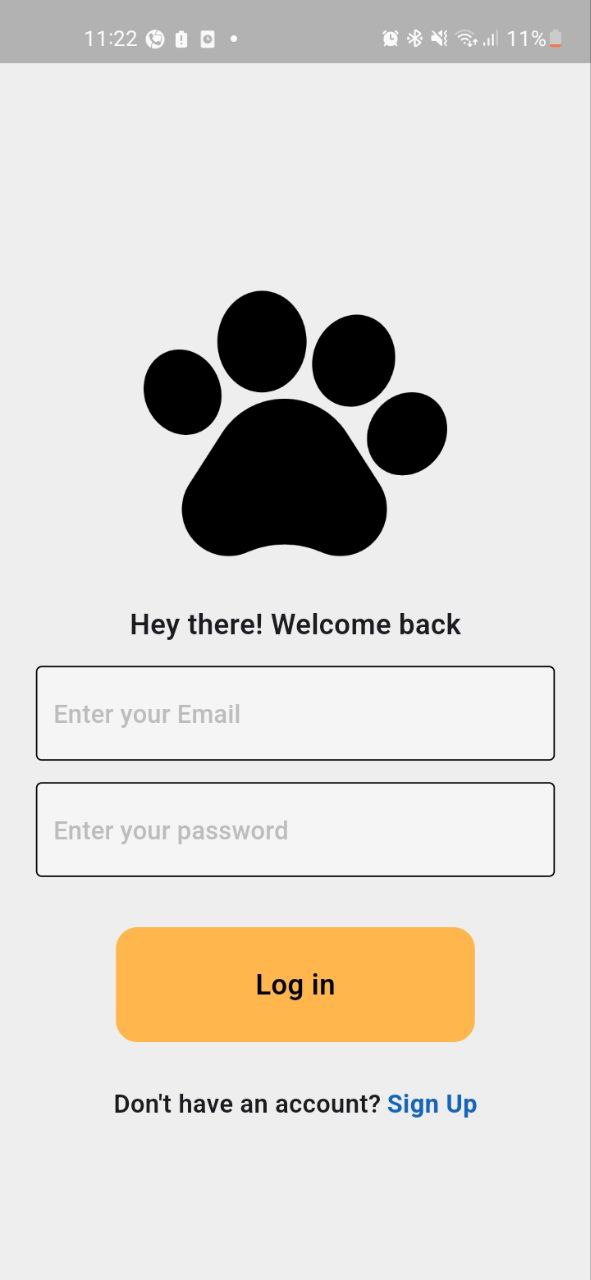 11:22 11%
Hey there! Welcome back
Enter your Email
Enter your password
Log in
Don't have an account? Sign Up